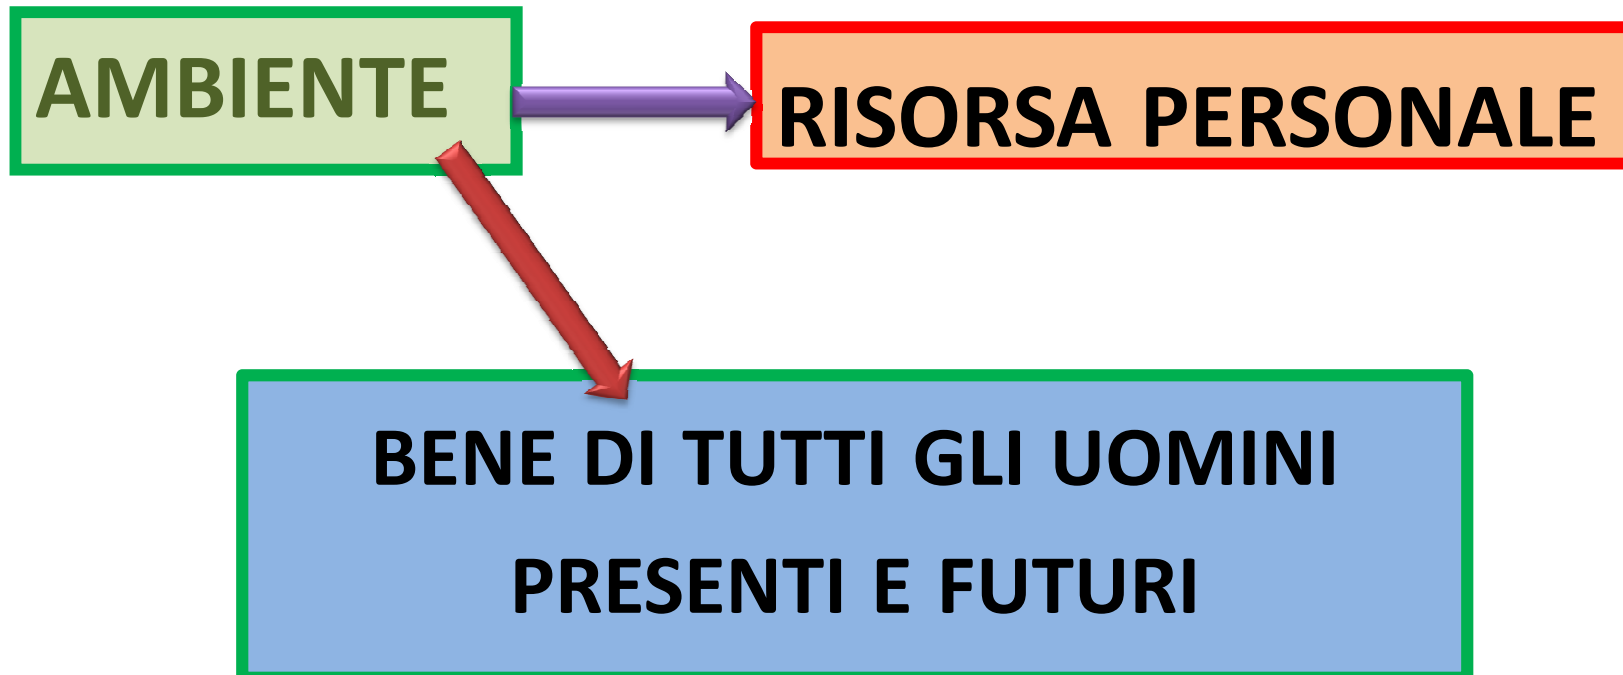 AMBIENTE
RISORSA PERSONALE
BENE DI TUTTI GLI UOMINI
PRESENTI E FUTURI